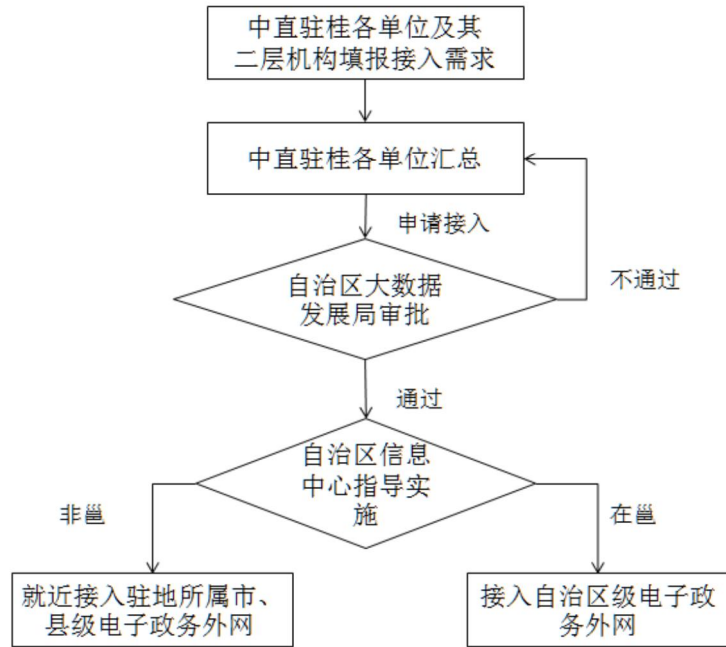 中直驻桂各单位及其
二层机构填报接入需求
中直驻桂各单位汇总
申请接入
自治区大数据
发展局审批
不通过
通过
自治区信息
中心指导实
施
非邕
在邕
就近接入驻地所属市、
县级电子政务外网
接入自治区级电子政
务外网